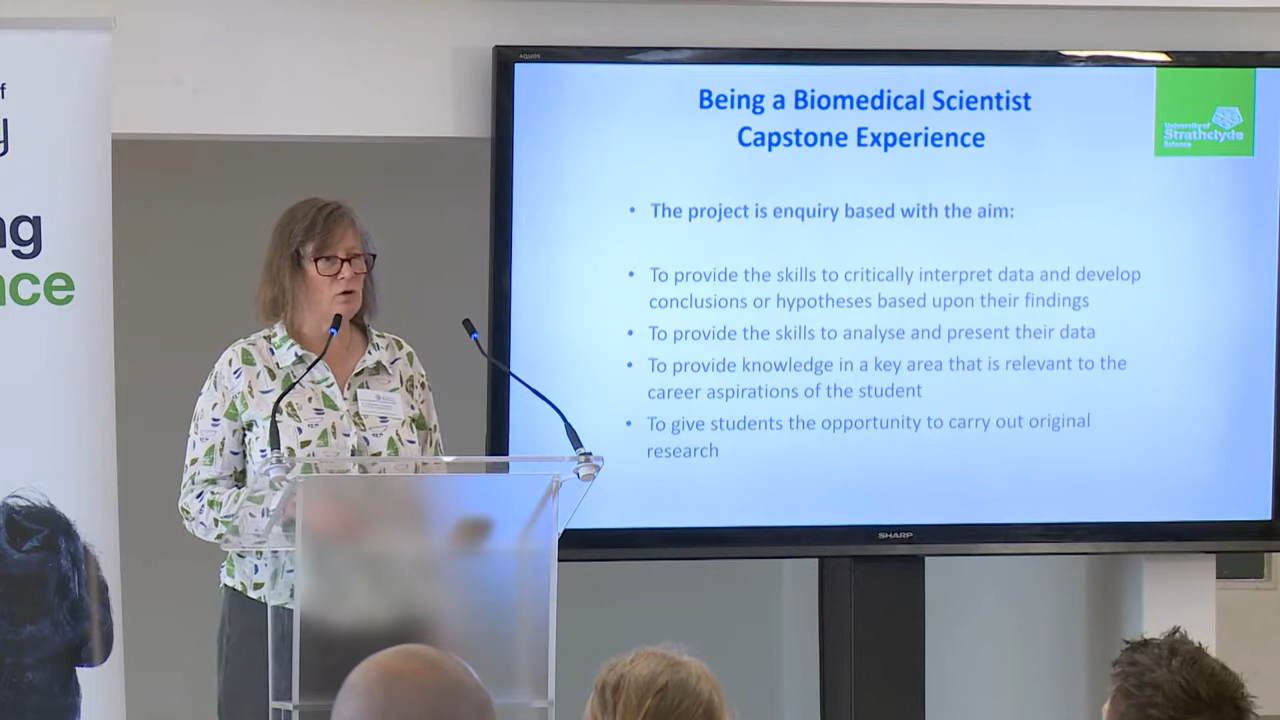 f
y
ng
nce
AQUOS
Being a Biomedical Scientist
Capstone Experience
University of
Strathclyde
Science
• The project is enquiry based with the aim:
• To provide the skills to critically interpret data and develop
conclusions or hypotheses based upon their findings
• To provide the skills to analyse and present their data
• To provide knowledge in a key area that is relevant to the
career aspirations of the student
• To give students the opportunity to carry out original
research
SHARP